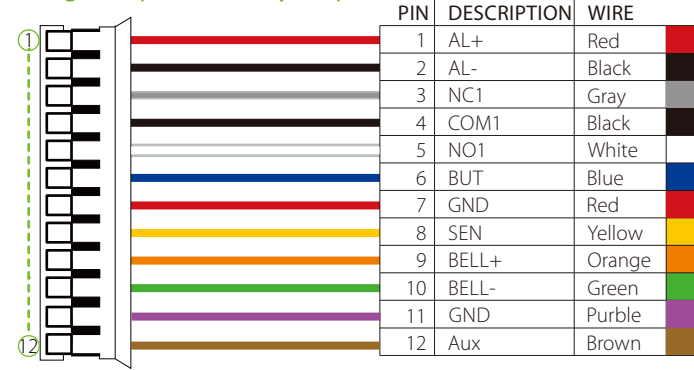 PIN DESCRIPTION WIRE
1 AL+ Red
2 AL- Black
3 NC1 Gray
4 COM1 Black
5 NO1 White
6 BUT Blue
7 GND Red
8 SEN Yellow
9 BELL+ Orange
10 BELL- Green
11 GND Purble
12 Aux Brown
1
12